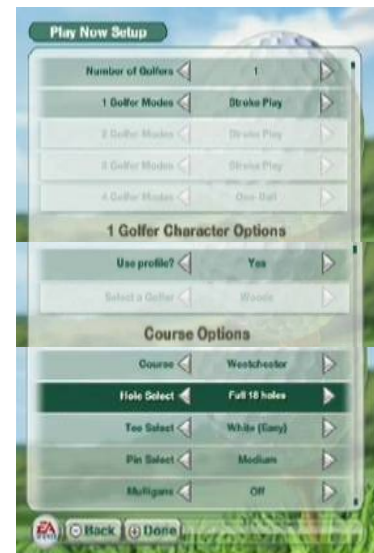 Play Now Setup
Number of Golfers 1
1 Golfer Modes Stroke Play
2 Golfer Modes Stroke Play
3 Golfer Modes Stroke Play
4 Golfer Modes One Ball
1 Golfer Character Options
Use profile? Yes
Select a Golfer Woods
Course Options
Course Westchester
Hole Select Full 18 holes
Tee Select White (Easy)
Pin Select Medium
Mulligans Off
EA Back Done